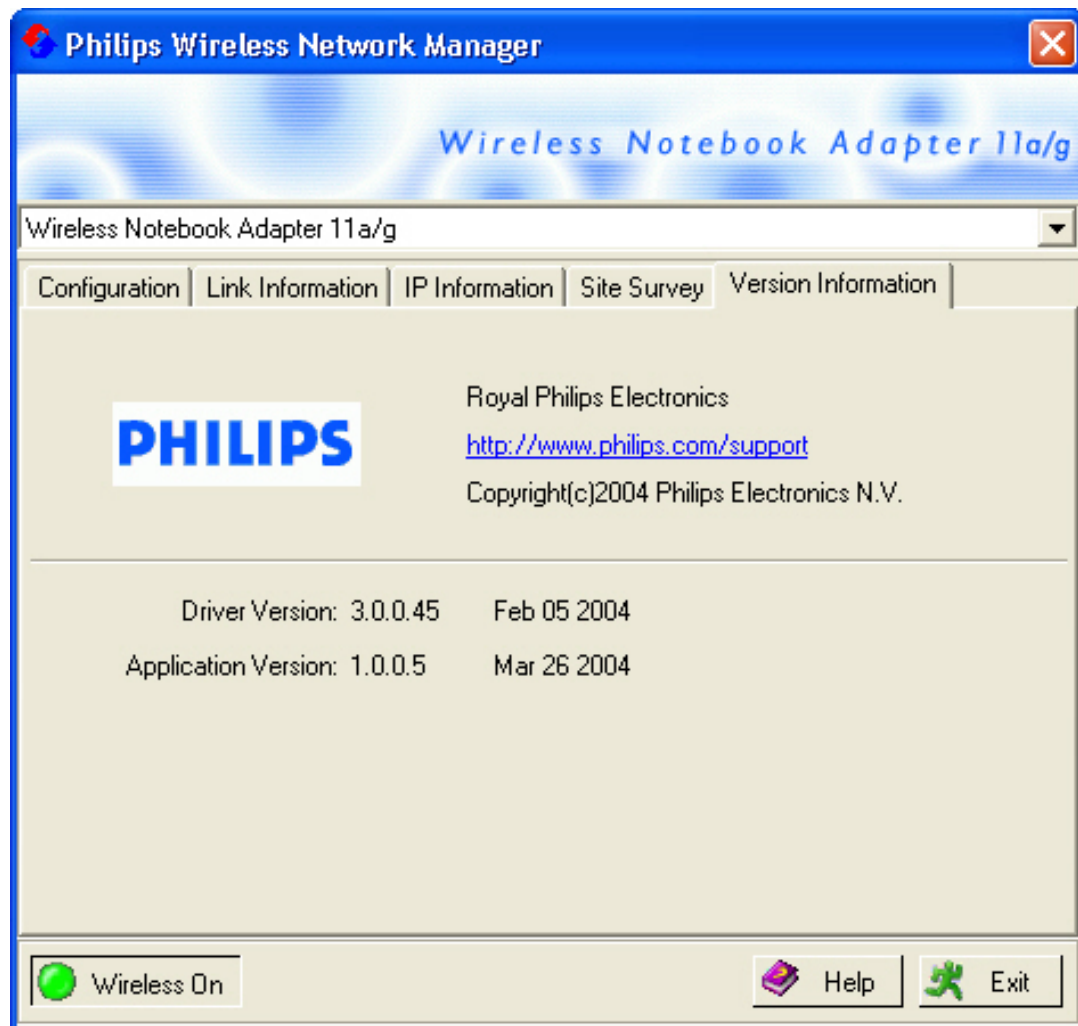 Philips Wireless Network Manager
Wireless Notebook Adapter 11a/g
Wireless Notebook Adapter 11a/g
Configuration Link Information IP Information Site Survey Version Information
PHILIPS
Royal Philips Electronics
http://www.philips.com/support
Copyright(c)2004 Philips Electronics N.V.
Driver Version: 3.0.0.45 Feb 05 2004
Application Version: 1.0.0.5 Mar 26 2004
Wireless On Help Exit